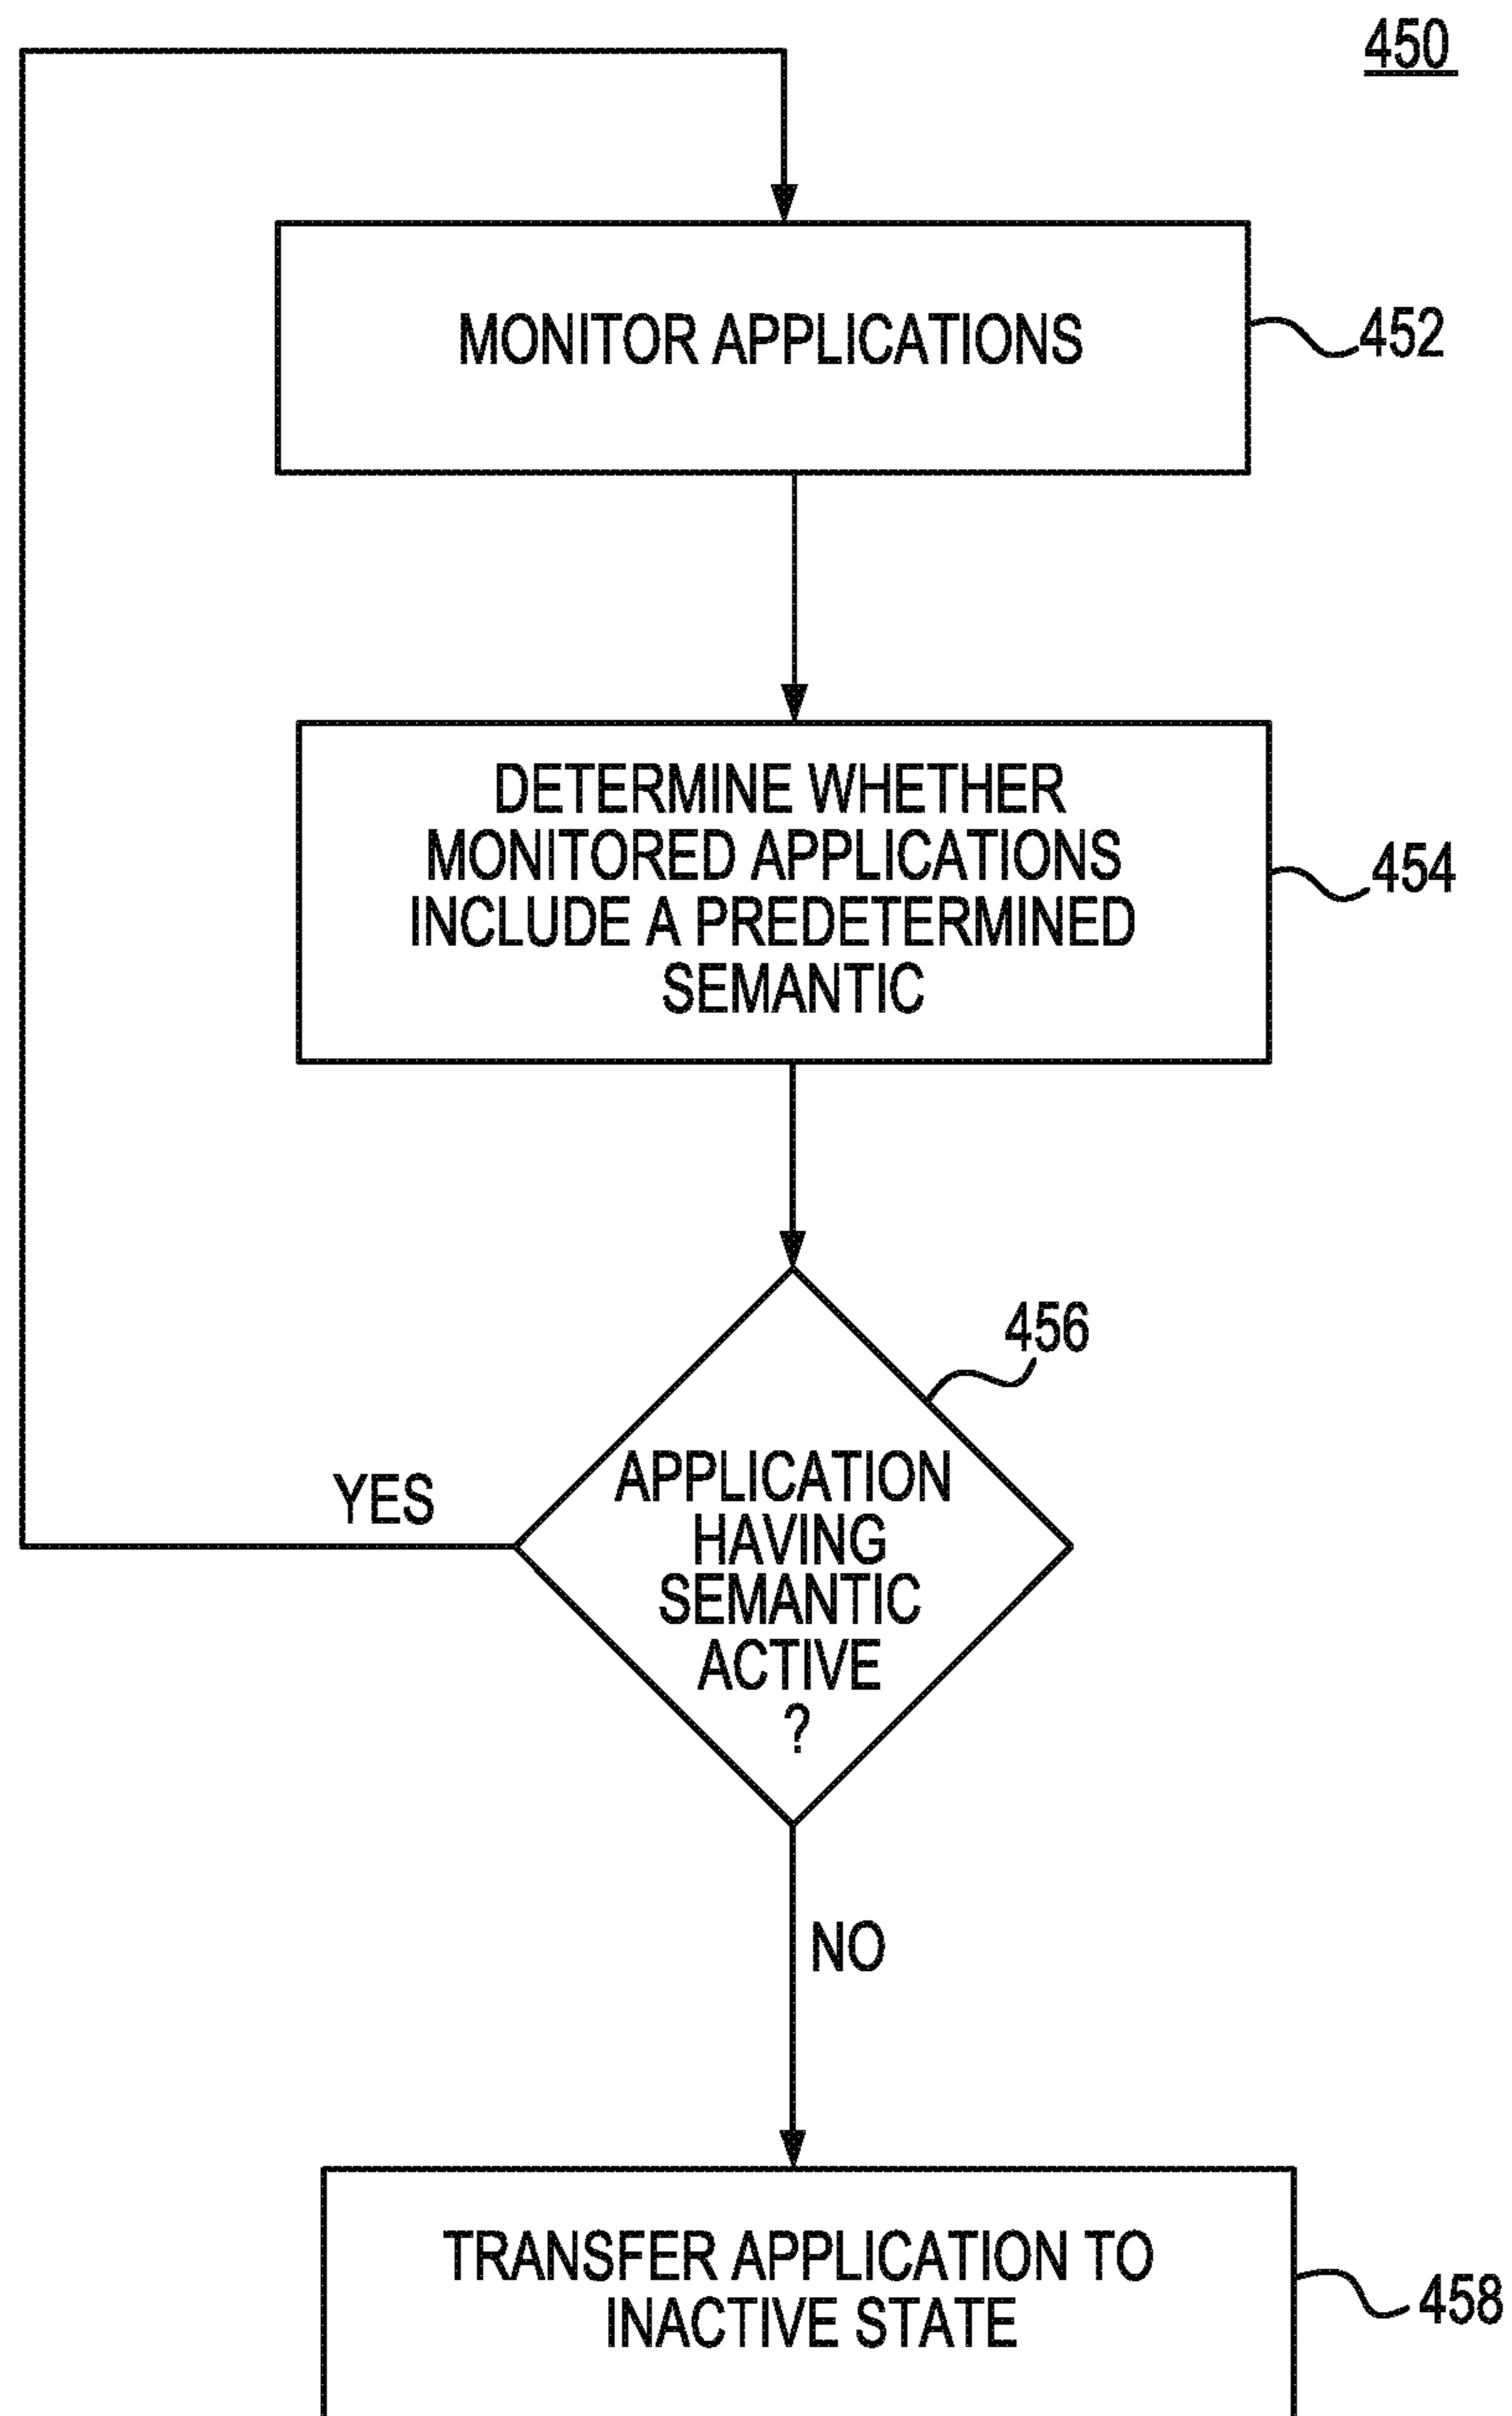 450
MONITOR APPLICATIONS
452
DETERMINE WHETHER
MONITORED APPLICATIONS
INCLUDE A PREDETERMINED
SEMANTIC
454
456
APPLICATION
HAVING
SEMANTIC
ACTIVE
?
YES
NO
TRANSFER APPLICATION TO
INACTIVE STATE
458